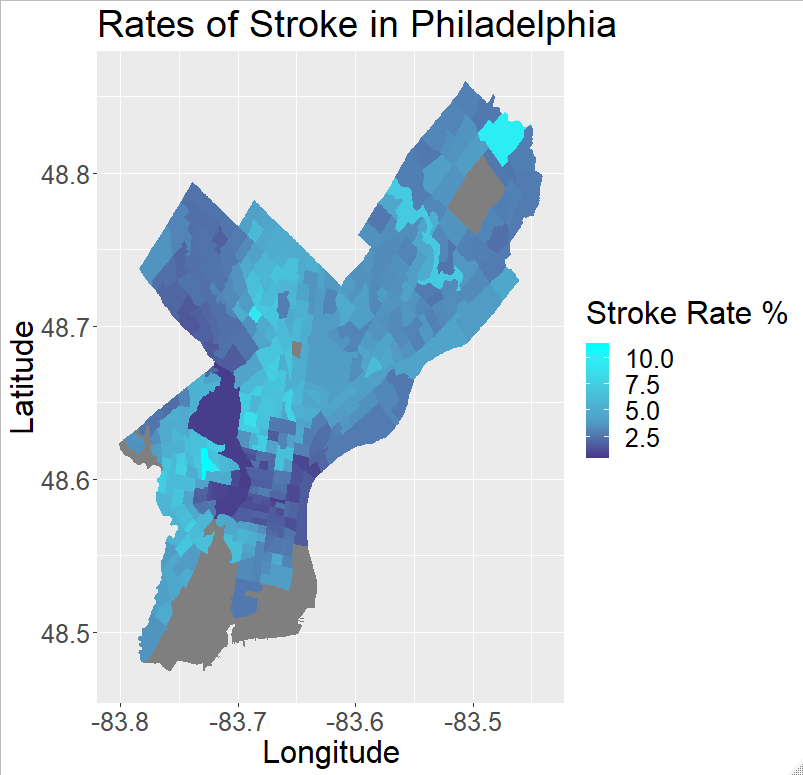 Rates of Stroke in Philadelphia
48.8
48.7
48.6
48.5
Latitude
-83.8 -83.7 -83.6 -83.5
Longitude
Stroke Rate %
10.0
7.5
5.0
2.5